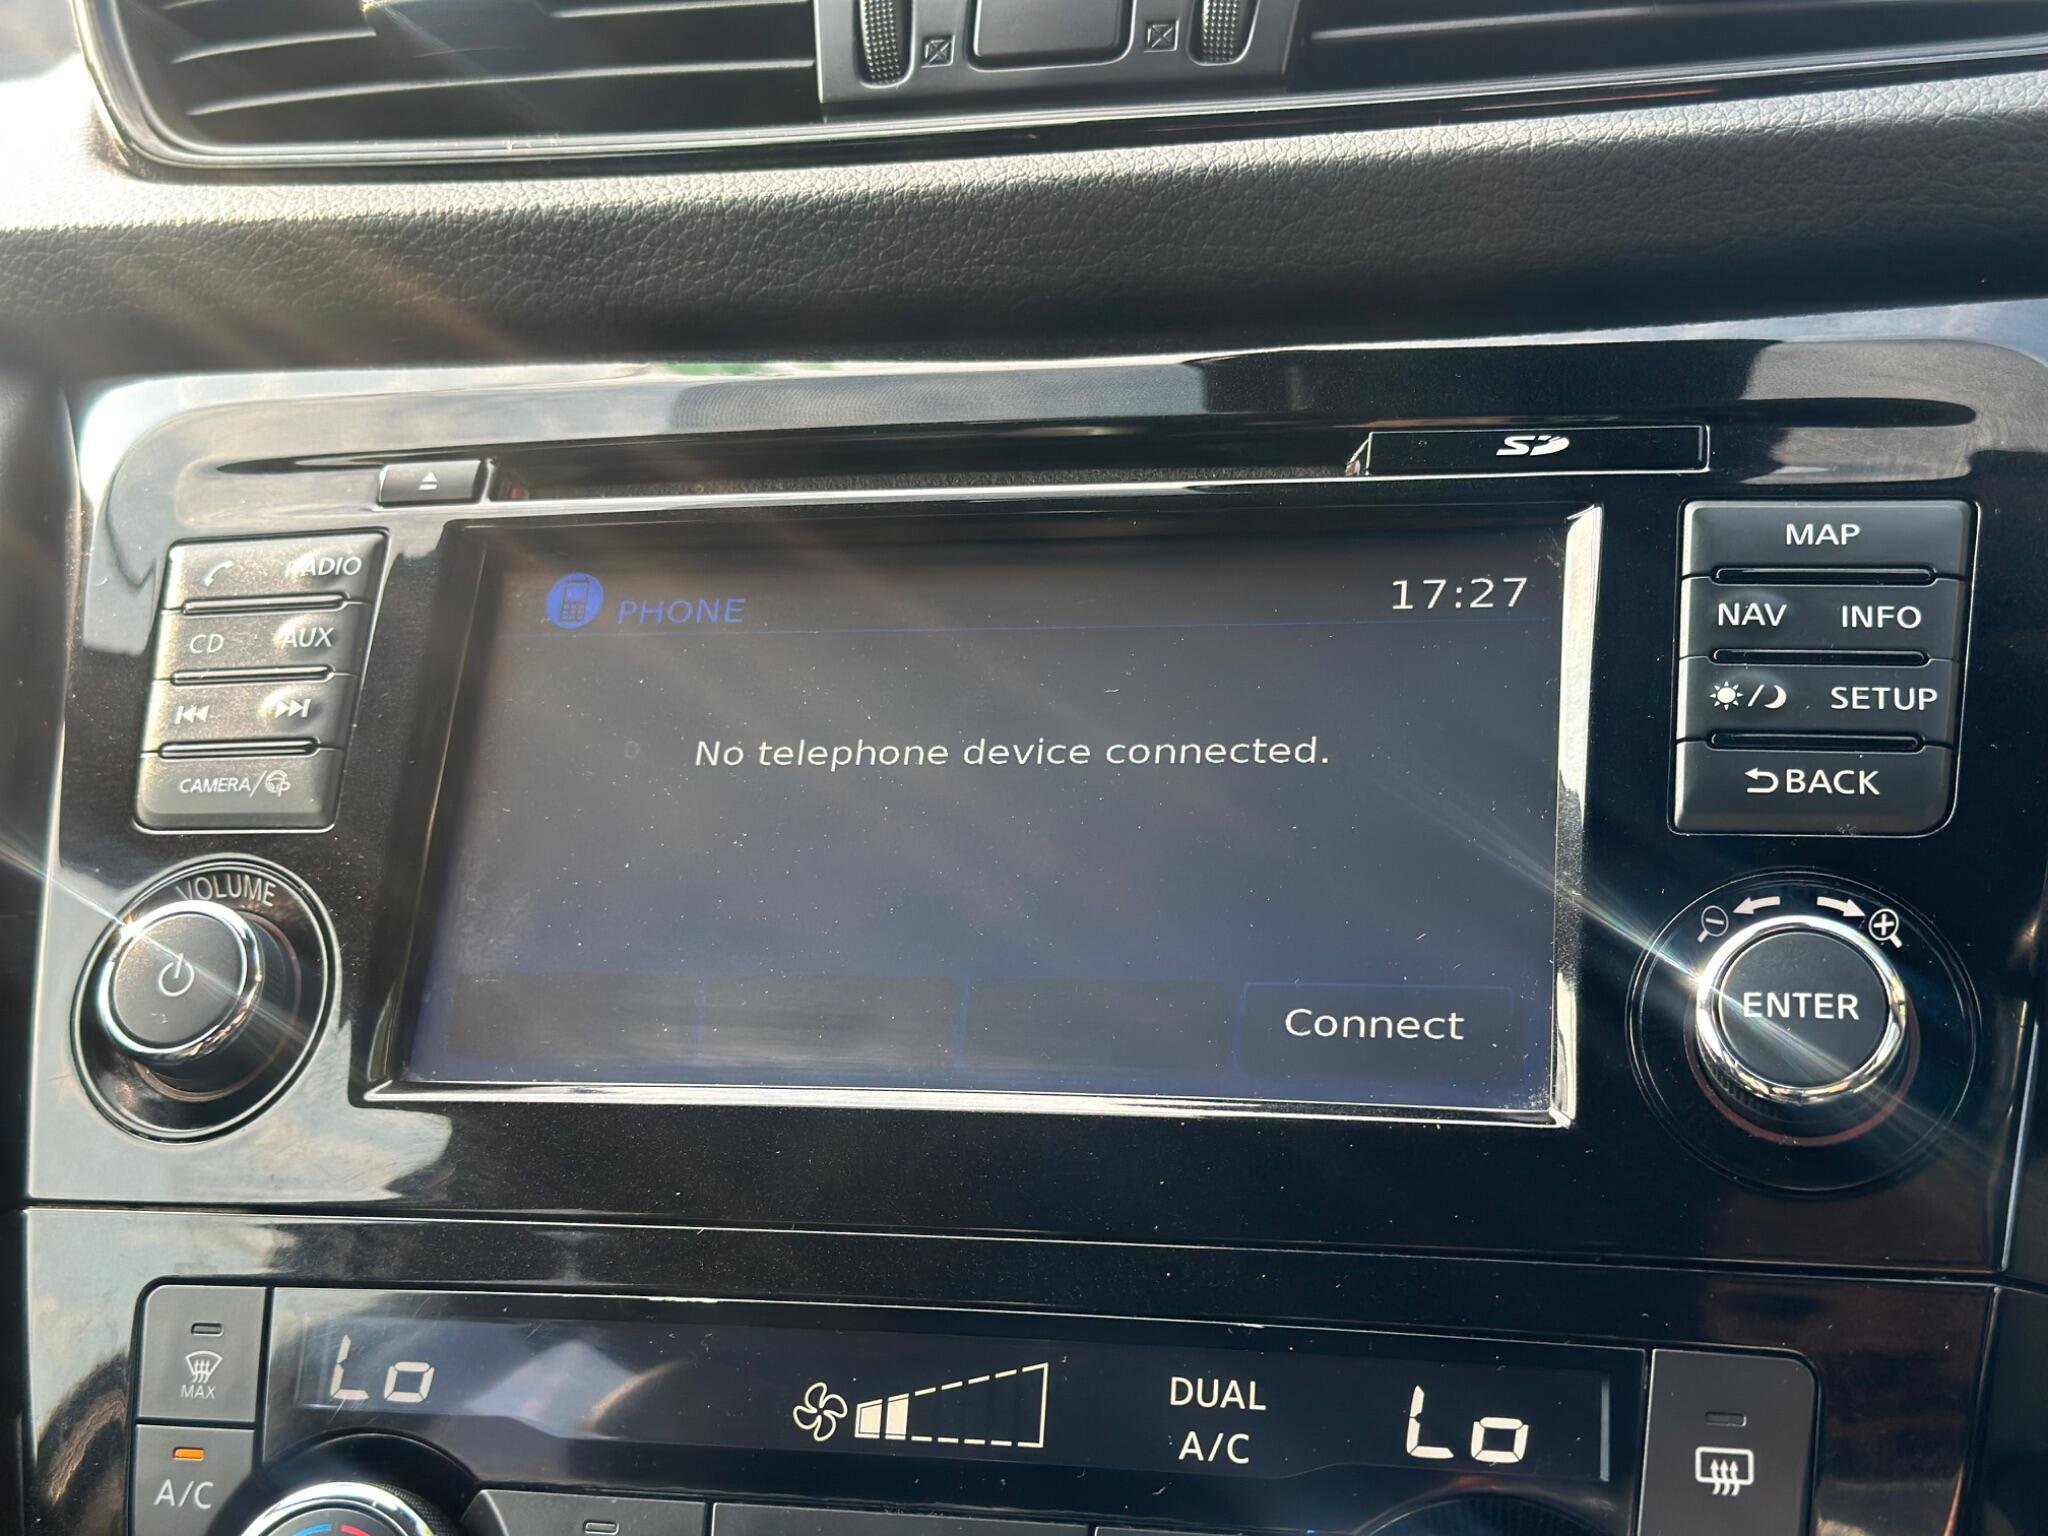 SD
RADIO
CD AUX
CAMERA/
VOLUME
PHONE
17:27
No telephone device connected.
Connect
MAP
NAV INFO
SETUP
BACK
ENTER
MAX
A/C
Lo
DUAL
A/C
Lo